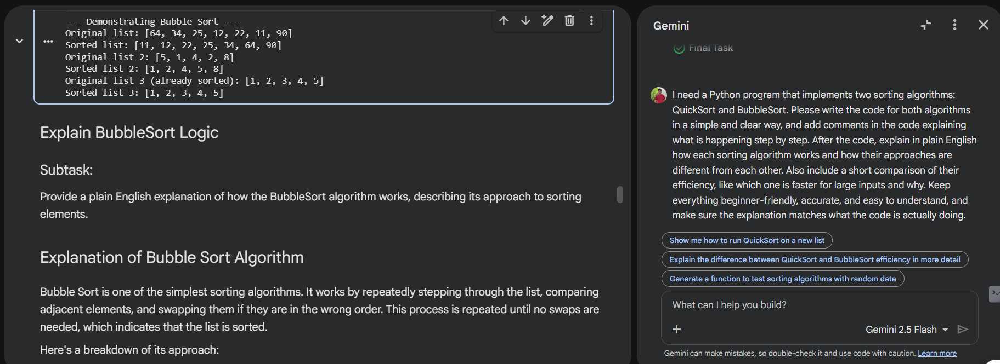 --- Demonstrating Bubble Sort ---
Original list: [64, 34, 25, 12, 22, 11, 90]
Sorted list: [11, 12, 22, 25, 34, 64, 90]
Original list 2: [5, 1, 4, 2, 8]
Sorted list 2: [1, 2, 4, 5, 8]
Original list 3 (already sorted): [1, 2, 3, 4, 5]
Sorted list 3: [1, 2, 3, 4, 5]
Explain BubbleSort Logic
Subtask:
Provide a plain English explanation of how the BubbleSort algorithm works, describing its approach to sorting
elements.
Explanation of Bubble Sort Algorithm
Bubble Sort is one of the simplest sorting algorithms. It works by repeatedly stepping through the list, comparing
adjacent elements, and swapping them if they are in the wrong order. This process is repeated until no swaps are
needed, which indicates that the list is sorted.
Here's a breakdown of its approach:
Gemini
Final Task
I need a Python program that implements two sorting algorithms:
QuickSort and BubbleSort. Please write the code for both algorithms
in a simple and clear way, and add comments in the code explaining
what is happening step by step. After the code, explain in plain English
how each sorting algorithm works and how their approaches are
different from each other. Also include a short comparison of their
efficiency, like which one is faster for large inputs and why. Keep
everything beginner-friendly, accurate, and easy to understand, and
make sure the explanation matches what the code is actually doing.
Show me how to run QuickSort on a new list
Explain the difference between QuickSort and BubbleSort efficiency in more detail
Generate a function to test sorting algorithms with random data
What can I help you build?
Gemini 2.5 Flash
Gemini can make mistakes, so double-check it and use code with caution. Learn more